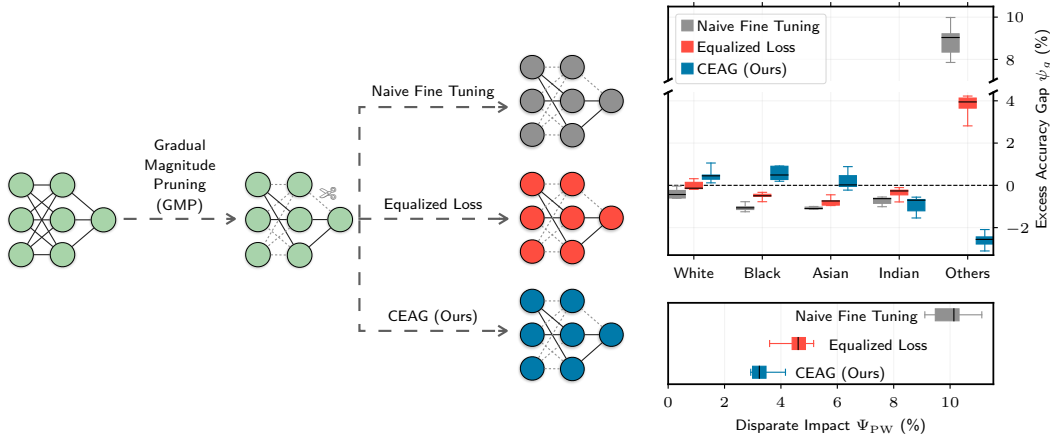 Gradual
Magnitude
Pruning
(GMP)
Naive Fine Tuning
Equalized Loss
CEAG (Ours)
Naive Fine Tuning
Equalized Loss
CEAG (Ours)
10
8
4
2
0
−2
Excess Accuracy Gap ψg (%)
White Black Asian Indian Others
Naive Fine Tuning
Equalized Loss
CEAG (Ours)
0 2 4 6 8 10
Disparate Impact ΨPW (%)